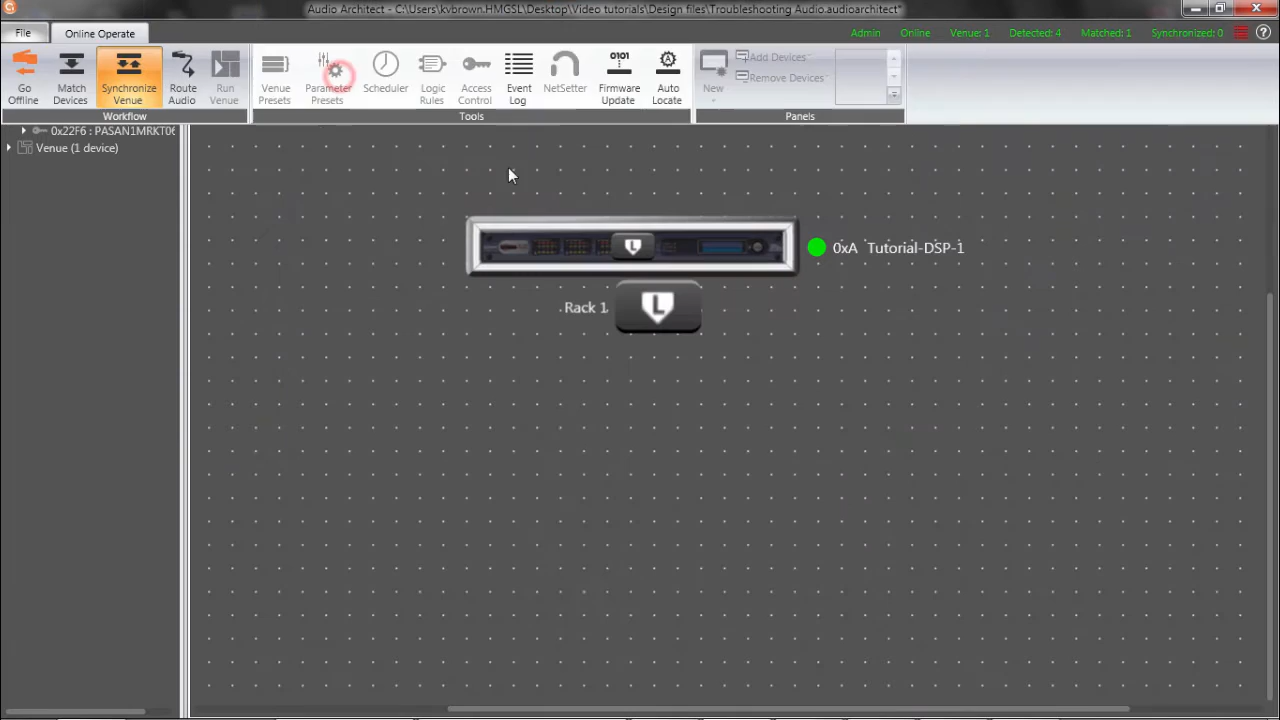 Audio Architect - C:\Users\kvbrown.HMGSL\Desktop\Video tutorials\Design files\Troubleshooting Audio.audioarchitect*
File
Online Operate
Admin Online Venue: 1 Detected: 4 Matched: 1 Synchronized: 0
Go Offline
Match Devices
Synchronize Venue
Route Audio
Run Venue
Venue Presets
Parameter Presets
Scheduler
Logic Rules
Access Control
Event Log
NetSetter
0101
Firmware Update
Auto Locate
New
Add Devices
Remove Devices
Workflow
Tools
Panels
0x22F6 : PASAN1MRKT06
Venue (1 device)
L
0xA Tutorial-DSP-1
Rack 1
L